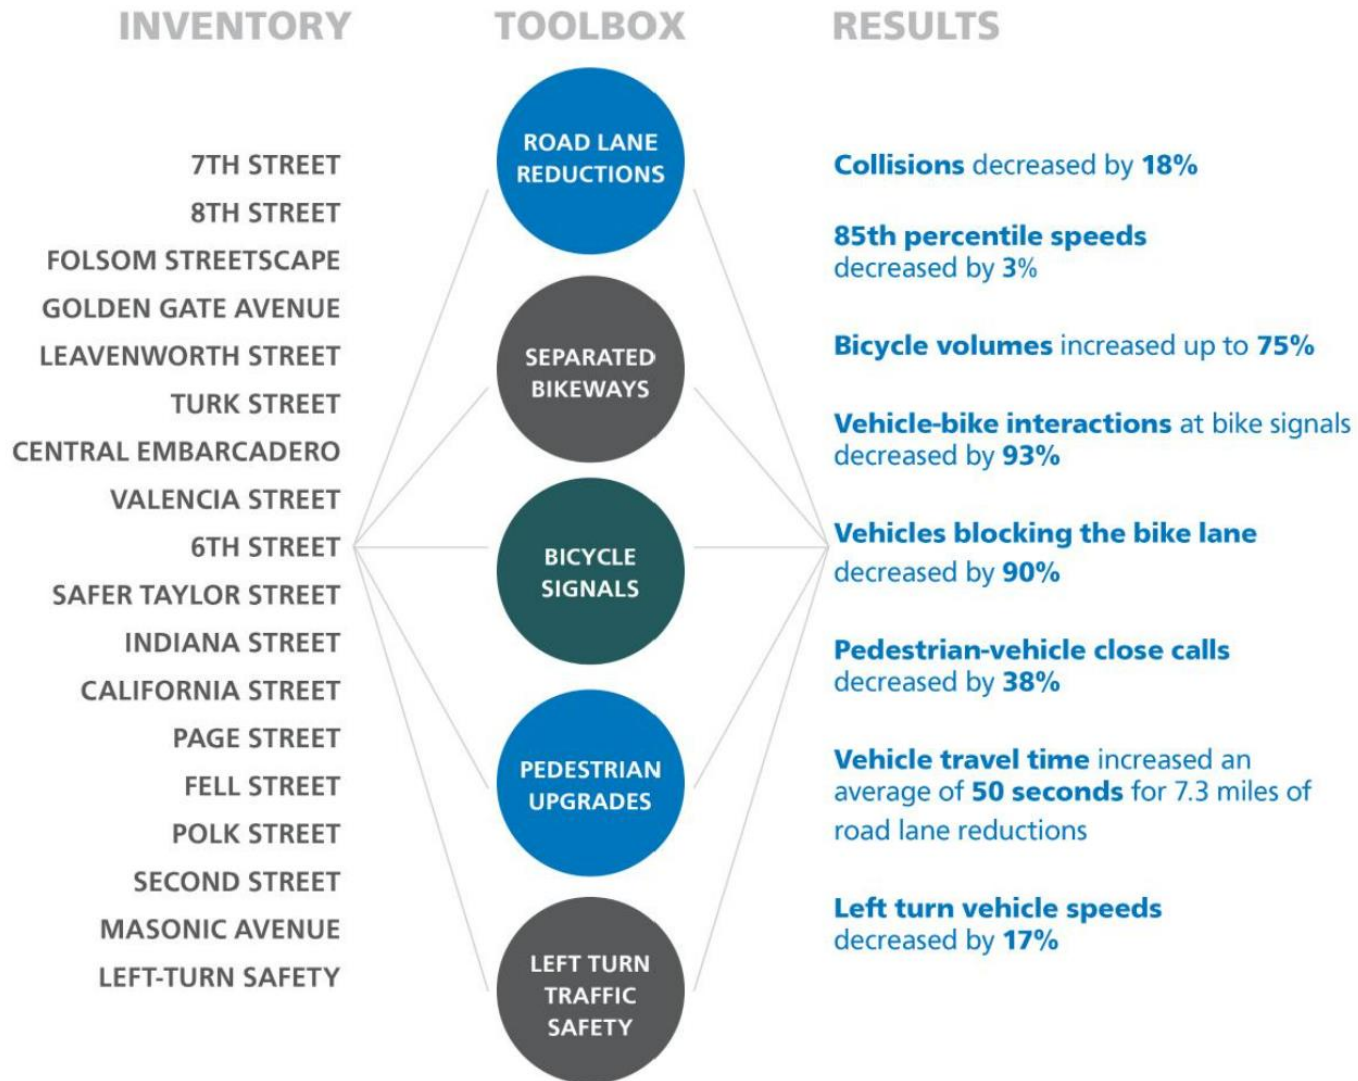 INVENTORY
7TH STREET
8TH STREET
FOLSOM STREETSCAPE
GOLDEN GATE AVENUE
LEAVENWORTH STREET
TURK STREET
CENTRAL EMBARCADERO
VALENCIA STREET
6TH STREET
SAFER TAYLOR STREET
INDIANA STREET
CALIFORNIA STREET
PAGE STREET
FELL STREET
POLK STREET
SECOND STREET
MASONIC AVENUE
LEFT-TURN SAFETY
TOOLBOX
ROAD LANE
REDUCTIONS
SEPARATED
BIKEWAYS
BICYCLE
SIGNALS
PEDESTRIAN
UPGRADES
LEFT TURN
TRAFFIC
SAFETY
RESULTS
Collisions decreased by 18%
85th percentile speeds
decreased by 3%
Bicycle volumes increased up to 75%
Vehicle-bike interactions at bike signals
decreased by 93%
Vehicles blocking the bike lane
decreased by 90%
Pedestrian-vehicle close calls
decreased by 38%
Vehicle travel time increased an
average of 50 seconds for 7.3 miles of
road lane reductions
Left turn vehicle speeds
decreased by 17%